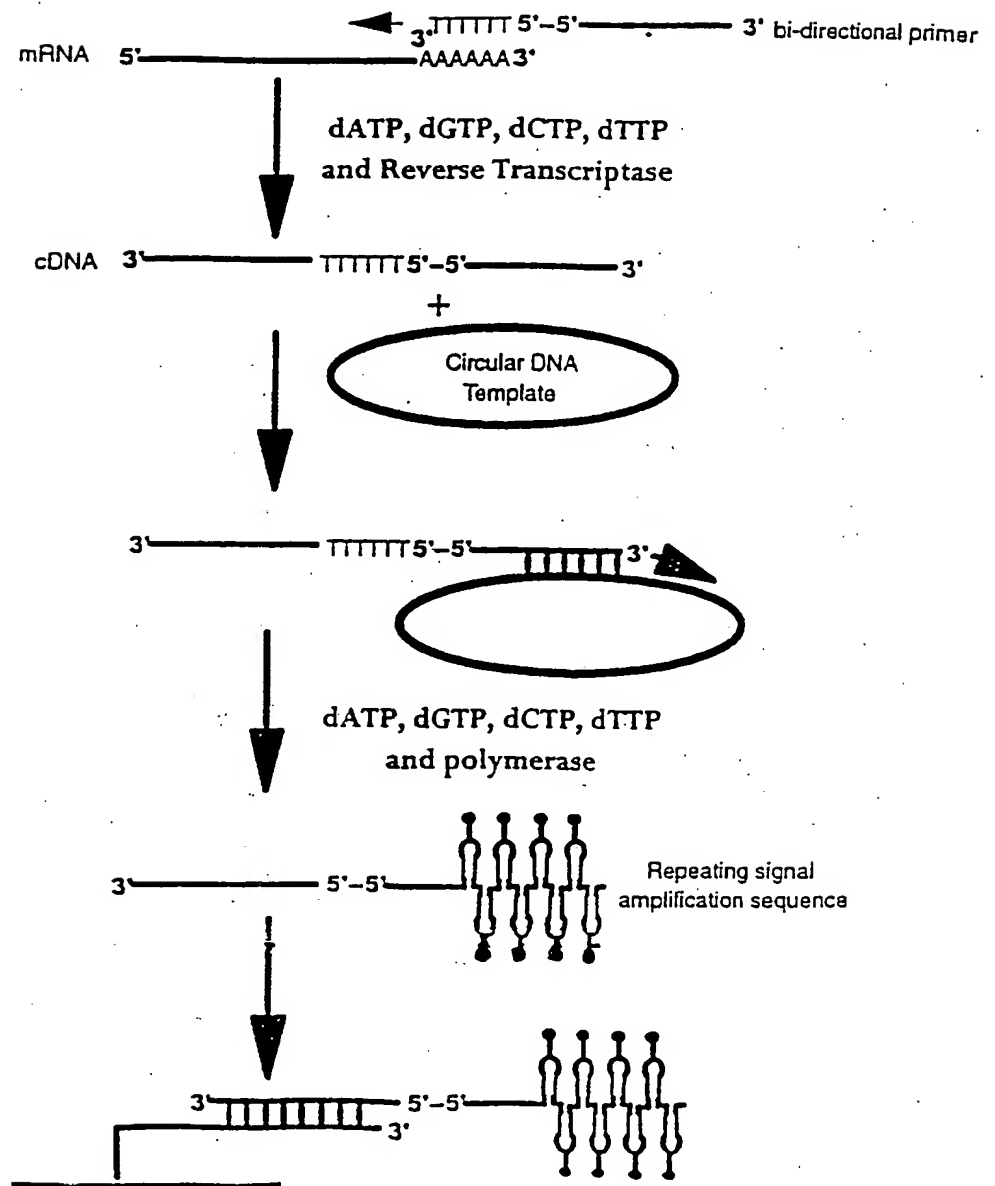 3' TTTTTT 5'-5' 3' bi-directional primer
mRNA 5' AAAAAA 3'
dATP, dGTP, dCTP, dTTP
and Reverse Transcriptase
cDNA 3' TTTTTT 5'-5' 3'
+
Circular DNA
Template
3' TTTTTT 5'-5' 3'
dATP, dGTP, dCTP, dTTP
and polymerase
3' 5'-5'
Repeating signal
amplification sequence
3' 5'-5'
3'